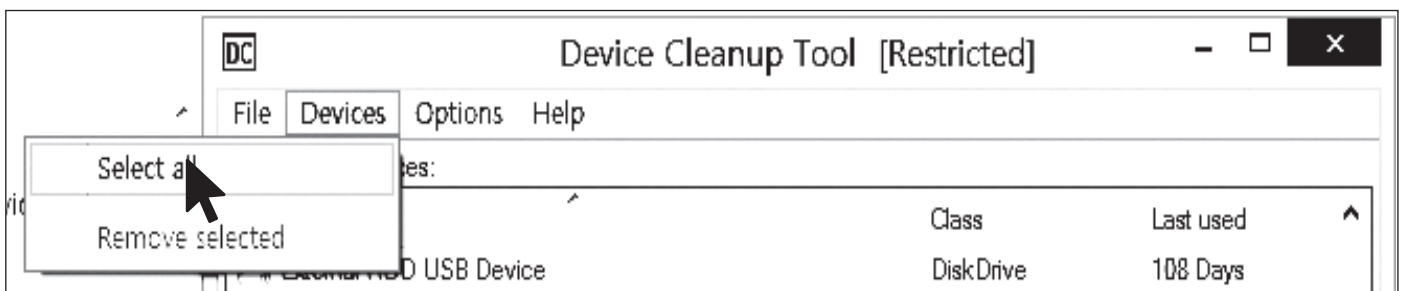 DC Device Cleanup Tool [Restricted]
File Devices Options Help
Select all
Class Last used
Remove selected
USB Device DiskDrive 108 Days